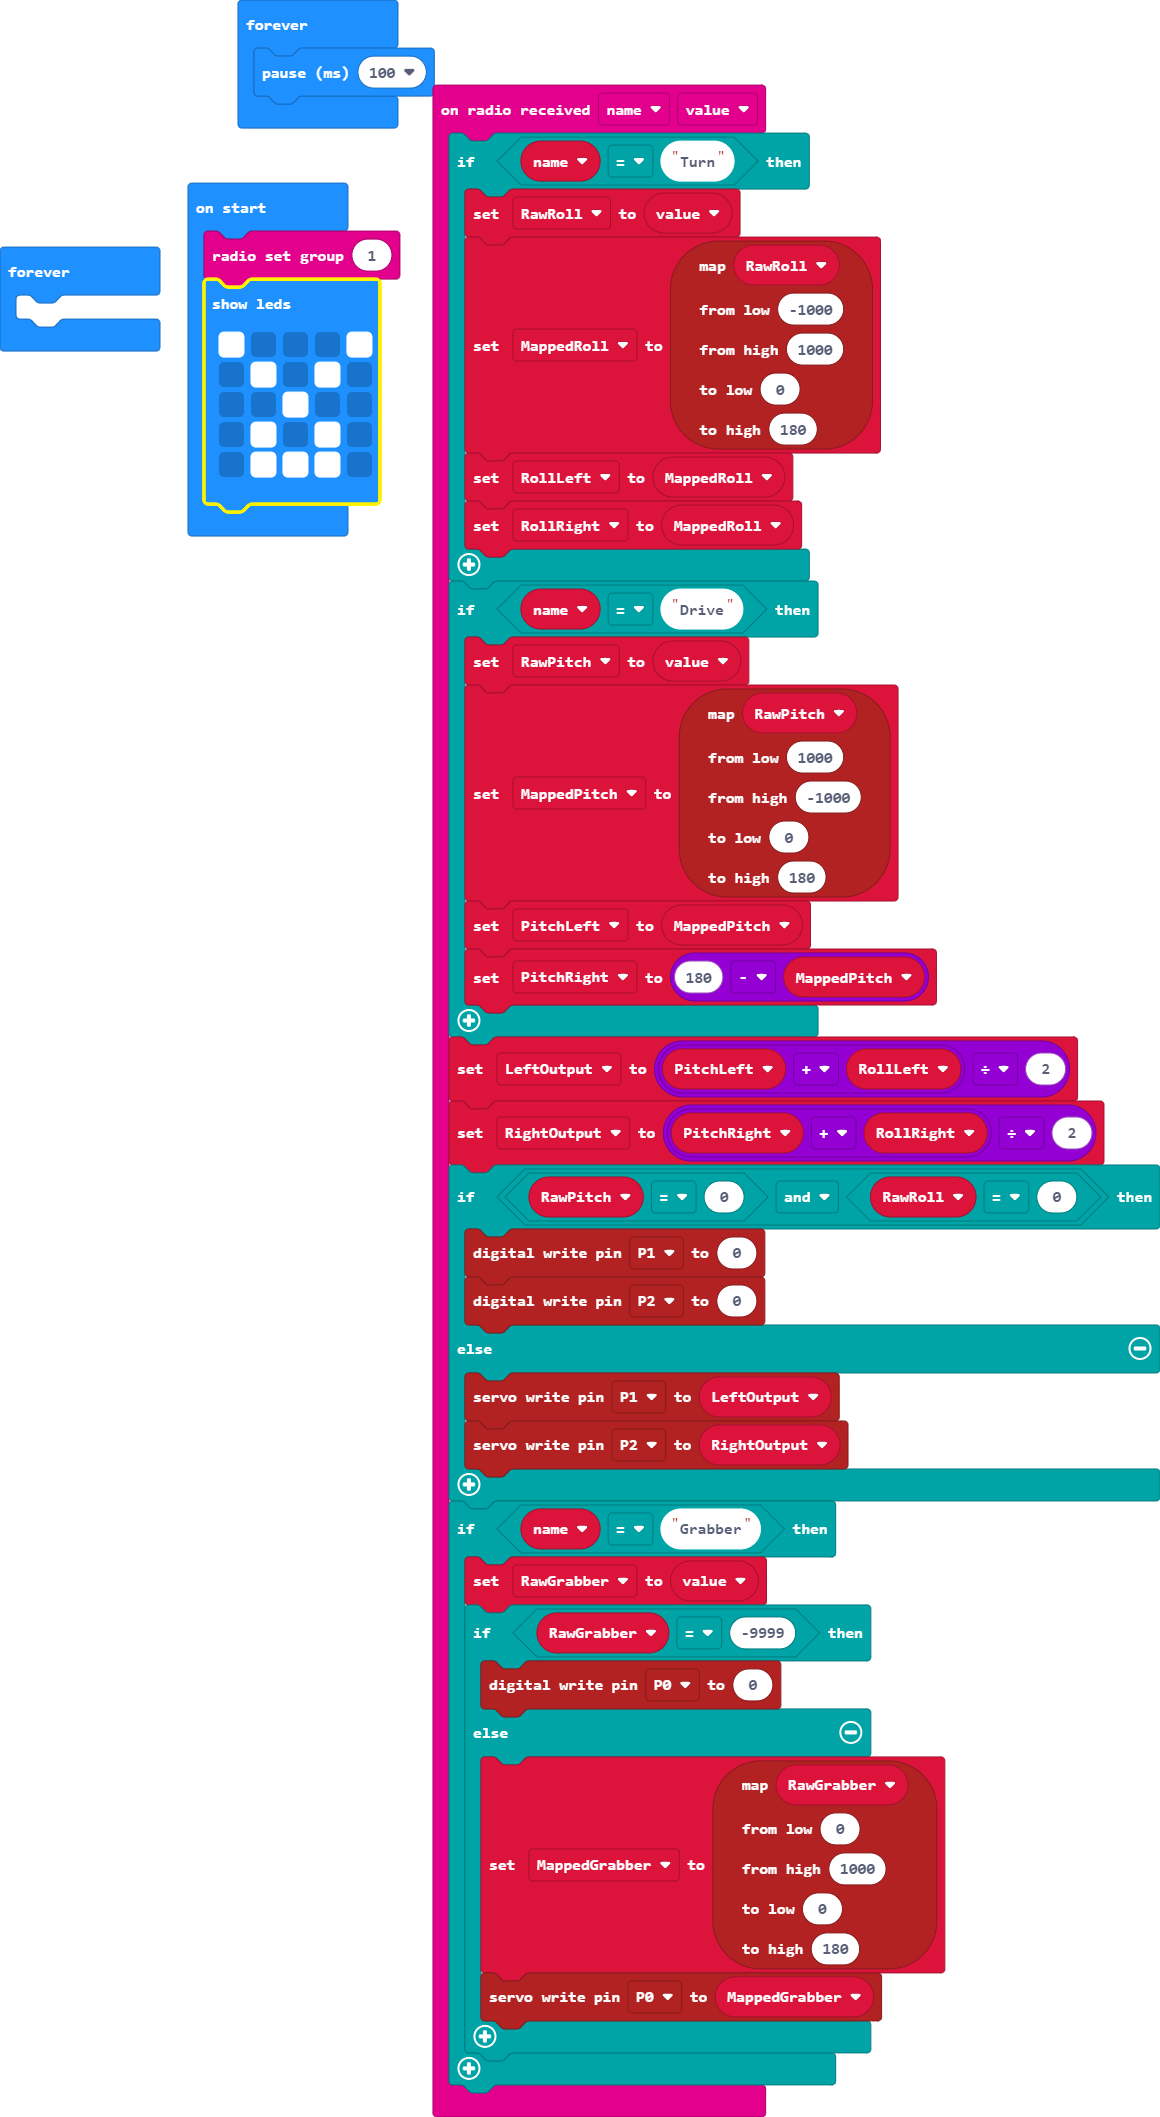 forever
pause (ms) 100
on start
radio set group 1
show leds
forever
on radio received name value
if name = "Turn" then
set RawRoll to value
set MappedRoll to map RawRoll
from low -1000
from high 1000
to low 0
to high 180
set RollLeft to MappedRoll
set RollRight to MappedRoll
if name = "Drive" then
set RawPitch to value
set MappedPitch to map RawPitch
from low 1000
from high -1000
to low 0
to high 180
set PitchLeft to MappedPitch
set PitchRight to 180 - MappedPitch
set LeftOutput to PitchLeft + RollLeft ÷ 2
set RightOutput to PitchRight + RollRight ÷ 2
if RawPitch = 0 and RawRoll = 0 then
digital write pin P1 to 0
digital write pin P2 to 0
else
servo write pin P1 to LeftOutput
servo write pin P2 to RightOutput
if name = "Grabber" then
set RawGrabber to value
if RawGrabber = -9999 then
digital write pin P0 to 0
else
set MappedGrabber to map RawGrabber
from low 0
from high 1000
to low 0
to high 180
servo write pin P0 to MappedGrabber